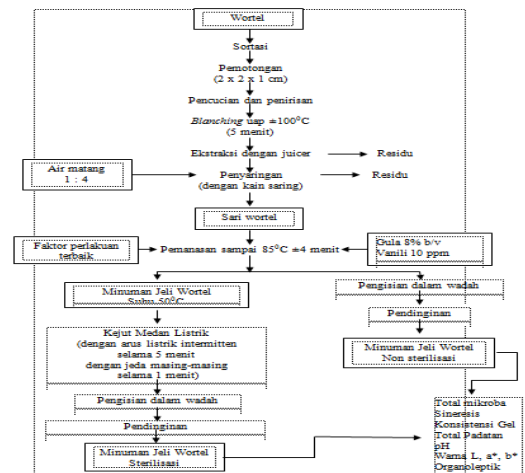 Wortel
Sortasi
Pemotongan
(2 x 2 x 1 cm)
Pencucian dan penirisan
Blanching uap ±100⁰C
(5 menit)
Ekstraksi dengan juicer
Residu
Air matang
1 : 4
Penyaringan
(dengan kain saring)
Residu
Sari wortel
Faktor perlakuan
terbaik
Pemanasan sampai 85⁰C ±4 menit
Gula 8% b/v
Vanili 10 ppm
Minuman Jeli Wortel
Suhu 50⁰C
Pengisian dalam wadah
Pendinginan
Kejut Medan Listrik
(dengan arus listrik intermitten
selama 5 menit
dengan jeda masing-masing
selama 1 menit)
Minuman Jeli Wortel
Non sterilisasi
Pengisian dalam wadah
Pendinginan
Minuman Jeli Wortel
Sterilisasi
Total mikroba
Sineresis
Konsistensi Gel
Total Padatan
pH
Warna L, a*, b*
Organoleptik